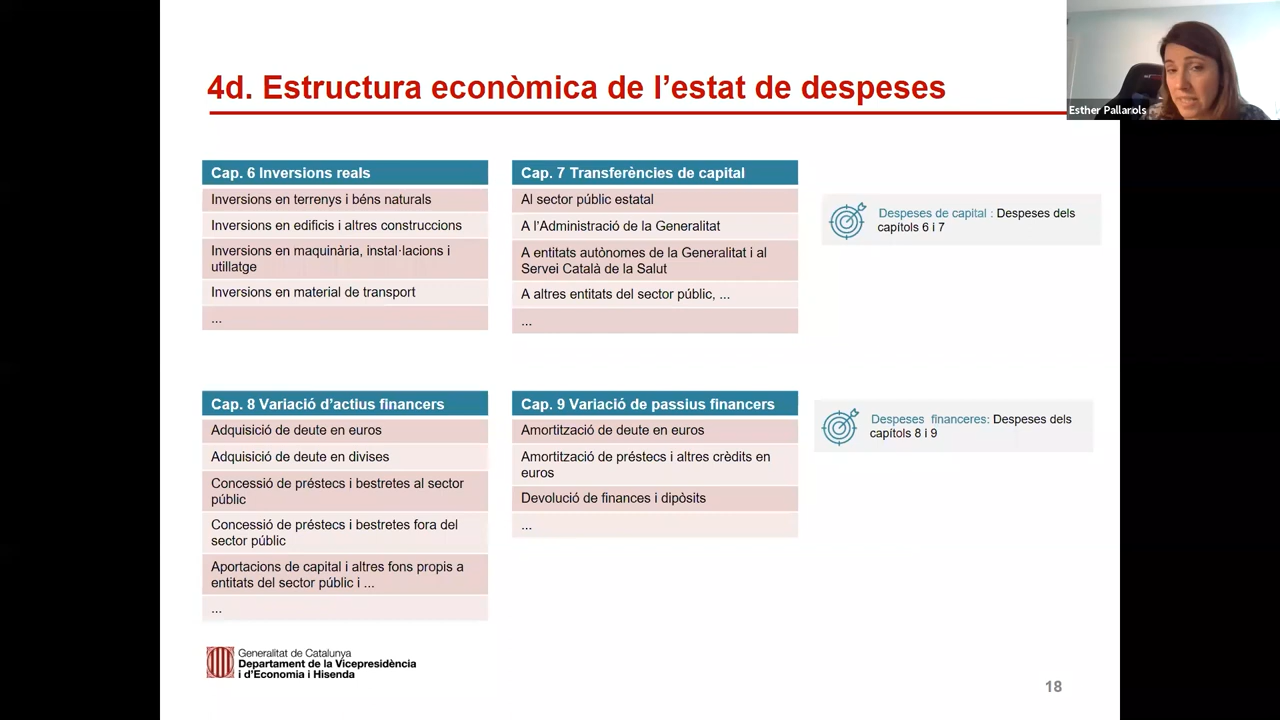 4d. Estructura econòmica de l’estat de despeses
Esther Pallarols
Cap. 6 Inversions reals
Inversions en terrenys i béns naturals
Inversions en edificis i altres construccions
Inversions en maquinària, instal·lacions i
utillatge
Inversions en material de transport
...
Cap. 7 Transferències de capital
Al sector públic estatal
A l’Administració de la Generalitat
A entitats autònomes de la Generalitat i al
Servei Català de la Salut
A altres entitats del sector públic, ...
...
Despeses de capital : Despeses dels
capítols 6 i 7
Cap. 8 Variació d’actius financers
Adquisició de deute en euros
Adquisició de deute en divises
Concessió de préstecs i bestretes al sector
públic
Concessió de préstecs i bestretes fora del
sector públic
Aportacions de capital i altres fons propis a
entitats del sector públic i ...
...
Cap. 9 Variació de passius financers
Amortització de deute en euros
Amortització de préstecs i altres crèdits en
euros
Devolució de finances i dipòsits
...
Despeses financeres: Despeses dels
capítols 8 i 9
Generalitat de Catalunya
Departament de la Vicepresidència
i d’Economia i Hisenda
18